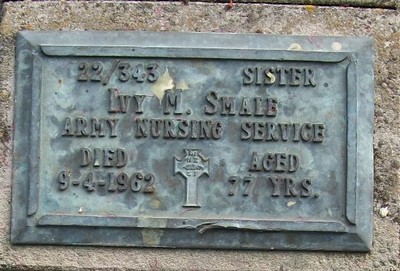 22/343 SISTER
IVY M. SMALE
ARMY NURSING SERVICE
DIED AGED
9-4-1962 77 YRS.